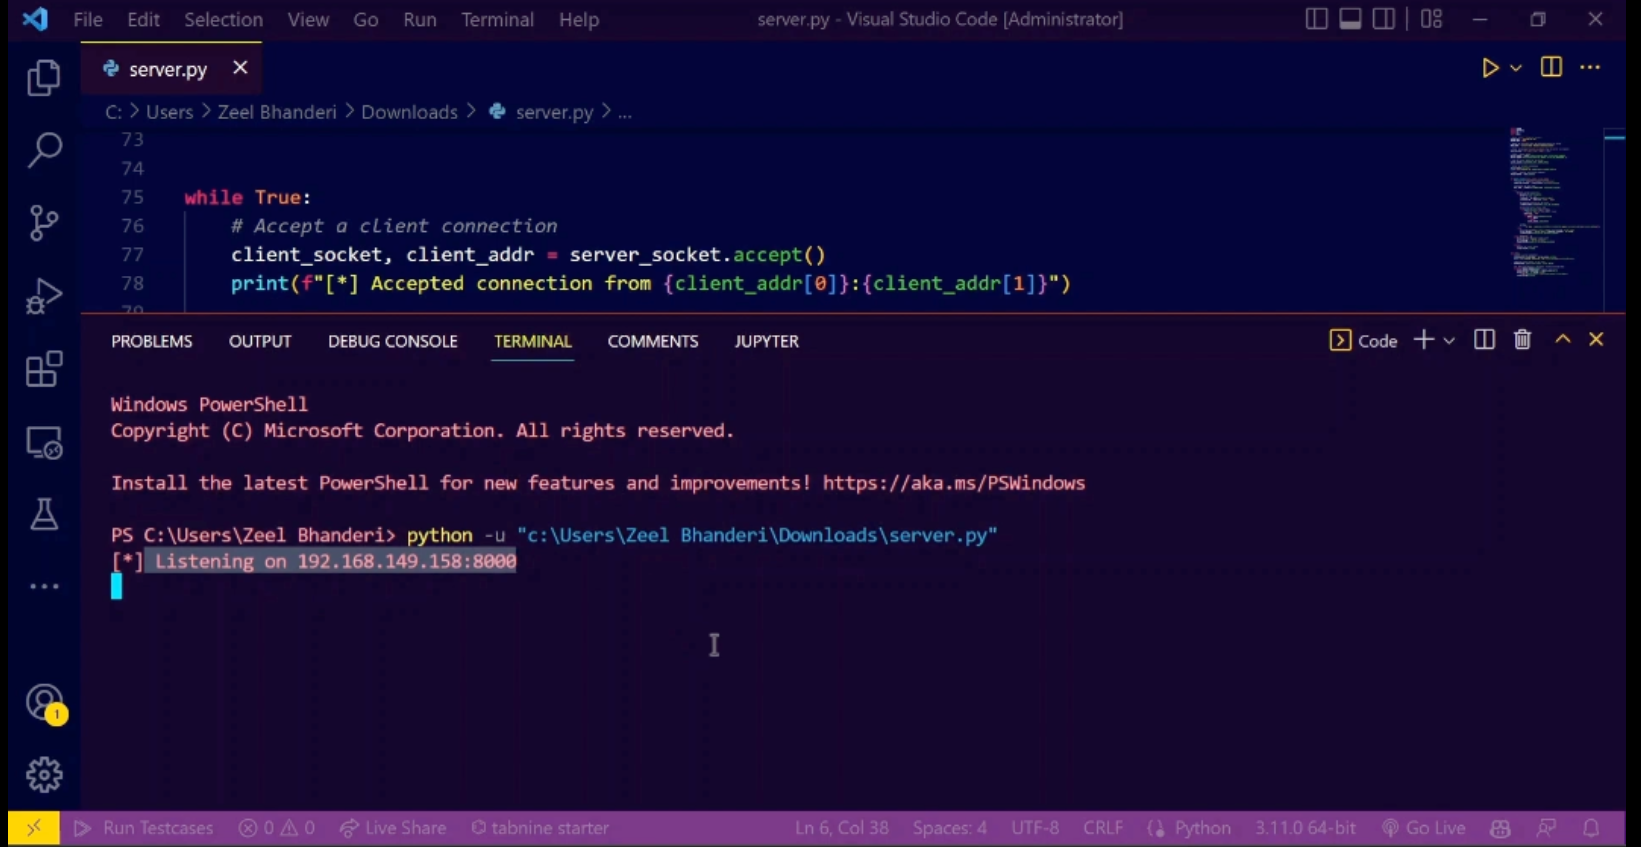 File Edit Selection View Go Run Terminal Help server.py - Visual Studio Code [Administrator]
server.py
C: > Users > Zeel Bhanderi > Downloads > server.py > ...
73
74
75 while True:
76 # Accept a client connection
77 client_socket, client_addr = server_socket.accept()
78 print(f"[*] Accepted connection from {client_addr[0]}:{client_addr[1]}")
79
PROBLEMS OUTPUT DEBUG CONSOLE TERMINAL COMMENTS JUPYTER Code
Windows PowerShell
Copyright (C) Microsoft Corporation. All rights reserved.
Install the latest PowerShell for new features and improvements! https://aka.ms/PSWindows
PS C:\Users\Zeel Bhanderi> python -u "c:\Users\Zeel Bhanderi\Downloads\server.py"
[*] Listening on 192.168.149.158:8000
1
Run Testcases 0 0 Live Share tabnine starter Ln 6, Col 38 Spaces: 4 UTF-8 CRLF Python 3.11.0 64-bit Go Live